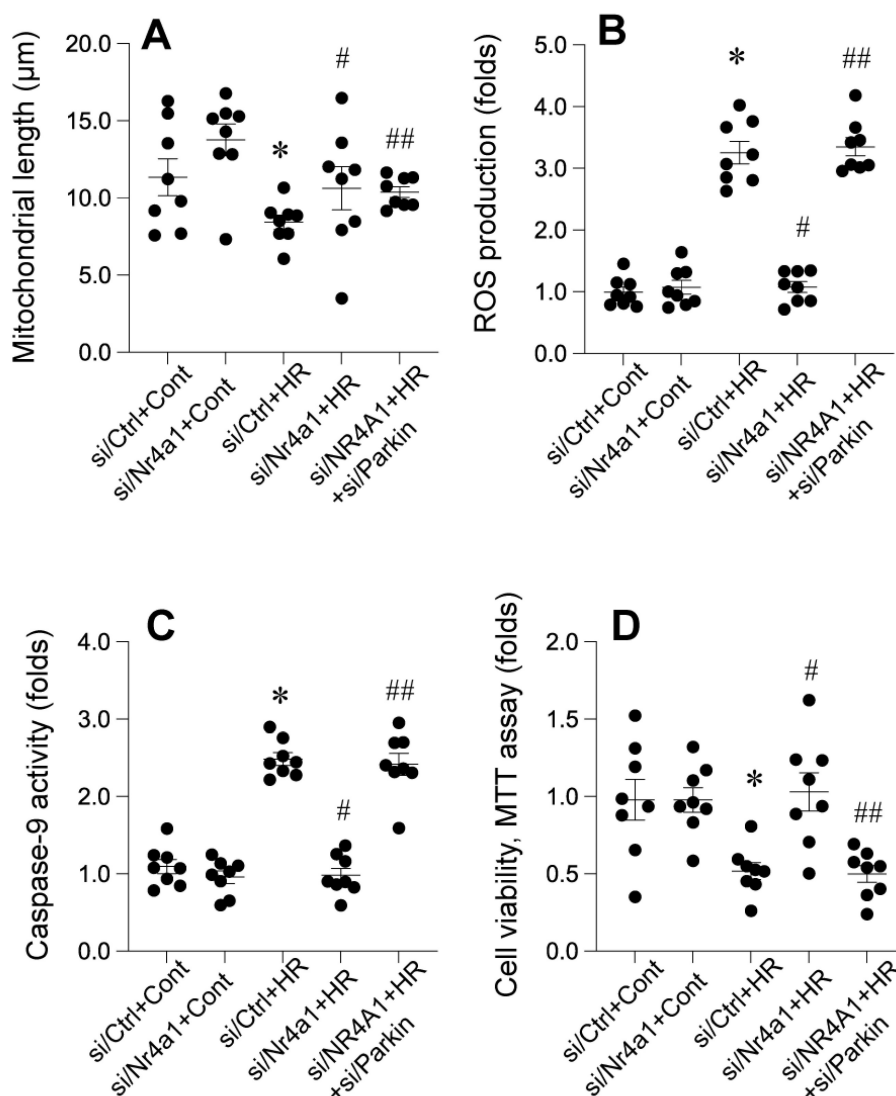 A
Mitochondrial length (µm)
20.0
15.0
10.0
5.0
0.0
*
#
##
si/Ctrl+Cont
si/Nr4a1+Cont
si/Ctrl+HR
si/Nr4a1+HR
si/NR4A1+HR
+si/Parkin
B
ROS production (folds)
5.0
4.0
3.0
2.0
1.0
0.0
*
#
##
si/Ctrl+Cont
si/Nr4a1+Cont
si/Ctrl+HR
si/Nr4a1+HR
si/NR4A1+HR
+si/Parkin
C
Caspase-9 activity (folds)
4.0
3.0
2.0
1.0
0.0
*
#
##
si/Ctrl+Cont
si/Nr4a1+Cont
si/Ctrl+HR
si/Nr4a1+HR
si/NR4A1+HR
+si/Parkin
D
Cell viability, MTT assay (folds)
2.0
1.5
1.0
0.5
0.0
*
#
##
si/Ctrl+Cont
si/Nr4a1+Cont
si/Ctrl+HR
si/Nr4a1+HR
si/NR4A1+HR
+si/Parkin